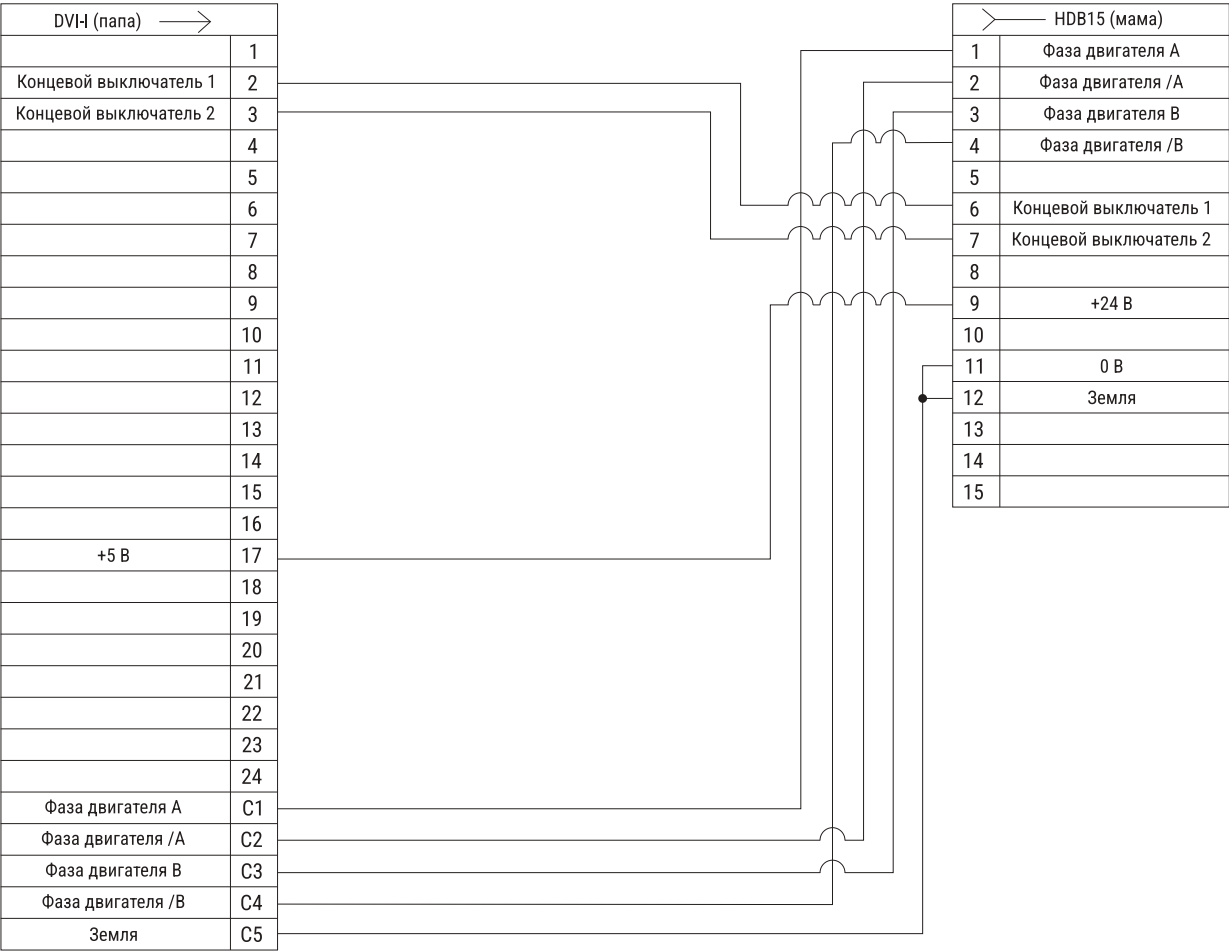 DVI-I (папа)
1
Концевой выключатель 1 2
Концевой выключатель 2 3
4
5
6
7
8
9
10
11
12
13
14
15
16
+5 В 17
18
19
20
21
22
23
24
Фаза двигателя A C1
Фаза двигателя /A C2
Фаза двигателя B C3
Фаза двигателя /B C4
Земля C5
HDB15 (мама)
1 Фаза двигателя A
2 Фаза двигателя /A
3 Фаза двигателя B
4 Фаза двигателя /B
5
6 Концевой выключатель 1
7 Концевой выключатель 2
8
9 +24 В
10
11 0 В
12 Земля
13
14
15